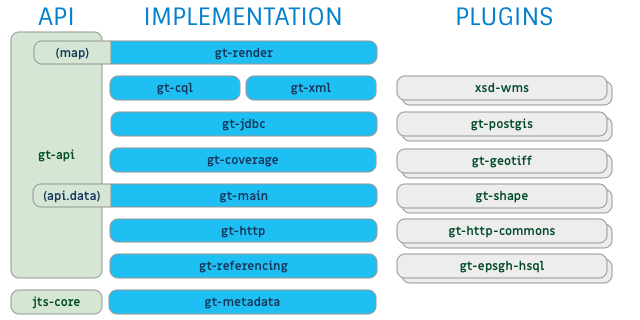 API IMPLEMENTATION PLUGINS
(map) gt-render
gt-cql gt-xml xsd-wms
gt-jdbc gt-postgis
gt-api gt-coverage gt-geotiff
(api.data) gt-main gt-shape
gt-http gt-http-commons
gt-referencing gt-epsgh-hsql
jts-core gt-metadata